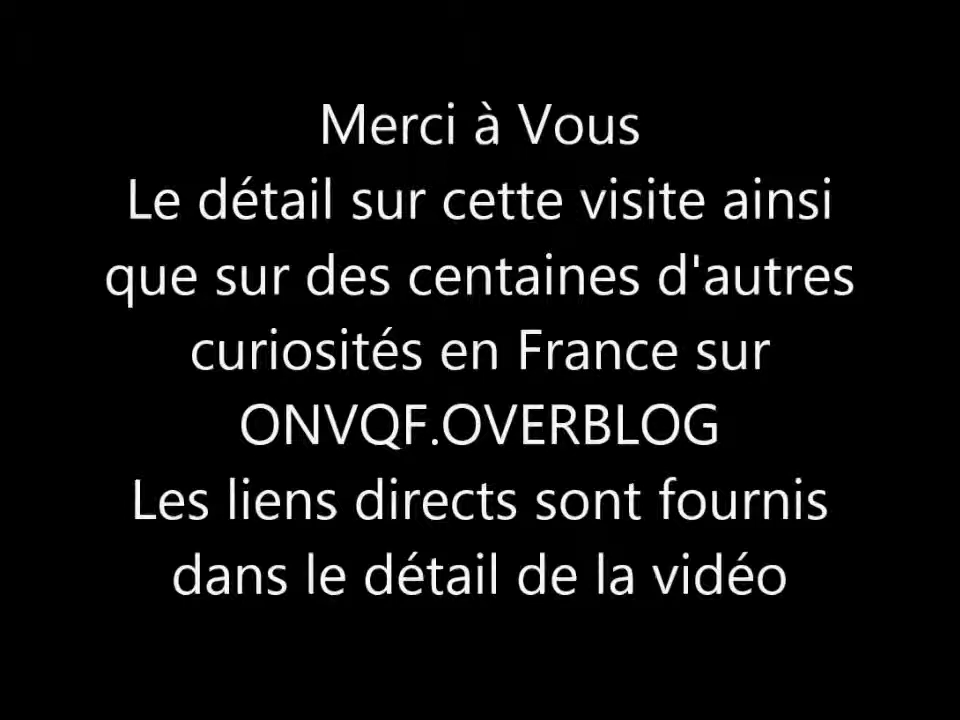 Merci à Vous
Le détail sur cette visite ainsi
que sur des centaines d'autres
curiosités en France sur
ONVQF.OVERBLOG
Les liens directs sont fournis
dans le détail de la vidéo